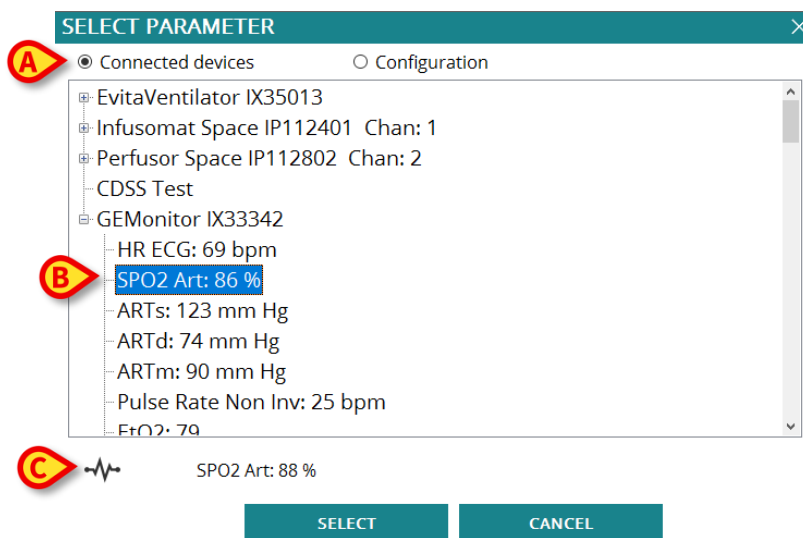 SELECT PARAMETER
A
Connected devices Configuration
EvitaVentilator IX35013
Infusomat Space IP112401 Chan: 1
Perfusor Space IP112802 Chan: 2
CDSS Test
GEMonitor IX33342
HR ECG: 69 bpm
B
SPO2 Art: 86 %
ARTs: 123 mm Hg
ARTd: 74 mm Hg
ARTm: 90 mm Hg
Pulse Rate Non Inv: 25 bpm
EtO2: 79
C
SPO2 Art: 88 %
SELECT CANCEL